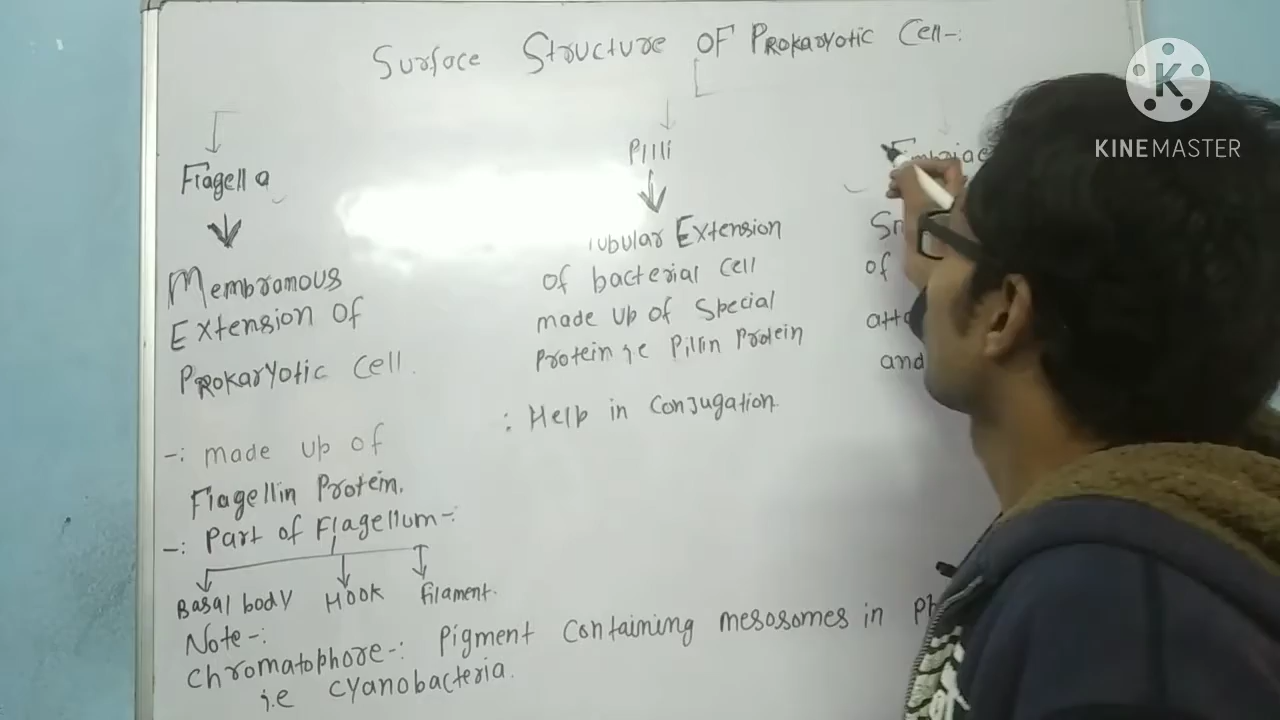 Surface Structure OF Prokaryotic Cell-:
Flagella
Membranous
Extension of
Prokaryotic cell.
-: made up of
Flagellin Protein.
-: Part of Flagellum-:
Basal body Hook filament.
Pilli
Tubular Extension
of bacterial cell
made up of Special
Protein i.e Pillin Protein
: Help in Conjugation
of
and
Note-:
Chromatophore-: Pigment containing mesosomes in
i.e cyanobacteria.
K
KINEMASTER